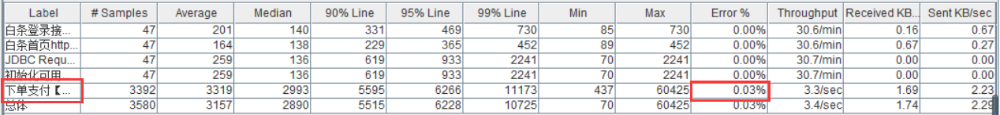 Label # Samples Average Median 90% Line 95% Line 99% Line Min Max Error % Throughput Received KB... Sent KB/sec
白条登录接... 47 201 140 331 469 730 85 730 0.00% 30.6/min 0.16 0.67
白条首页http... 47 164 138 229 365 452 89 452 0.00% 30.6/min 0.67 0.27
JDBC Requ... 47 259 136 619 933 2241 70 2241 0.00% 30.7/min 0.00 0.00
初始化可用... 47 259 136 619 933 2241 70 2241 0.00% 30.7/min 0.00 0.00
下单支付【... 3392 3319 2993 5595 6266 11173 437 60425 0.03% 3.3/sec 1.69 2.23
总体 3580 3157 2890 5515 6228 10725 70 60425 0.03% 3.4/sec 1.74 2.29